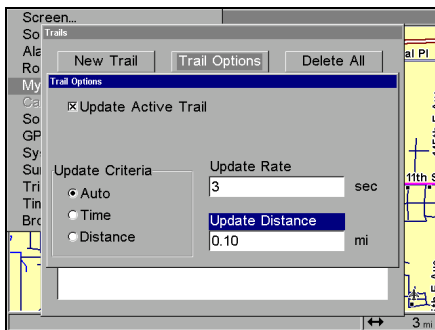 Screen...
So
Trails
Ala
al Pl
Ro
New Trail
Trail Options
Delete All
My
Trail Options
Ca
Update Active Trail
So
GP
Sy
Update Criteria
Update Rate
Su
11th S
Tri
Auto
3
sec
Tim
Time
Update Distance
Bro
Distance
0.10
mi
3 mi